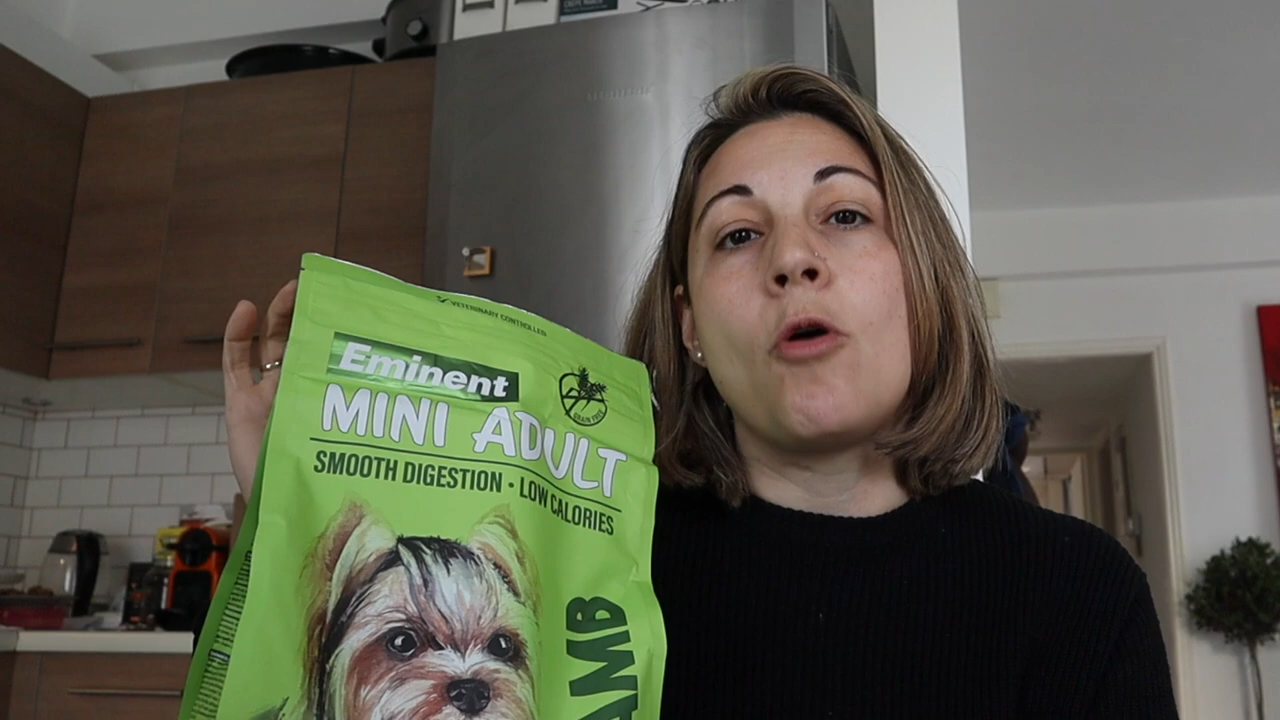 VETERINARY CONTROLLED
Eminent
GRAIN FREE
MINI ADULT
SMOOTH DIGESTION · LOW CALORIES
AMB